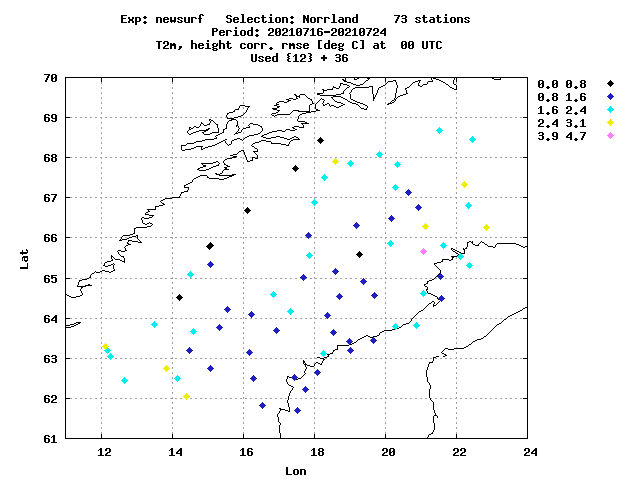 Exp: newsurf   Selection: Norrland     73 stations
Period: 20210716-20210724
T2m, height corr. rmse [deg C] at  00 UTC
Used {12} + 36
0.0 0.8
0.8 1.6
1.6 2.4
2.4 3.1
3.9 4.7
70
69
68
67
66
65
64
63
62
61
Lat
12 14 16 18 20 22 24
Lon